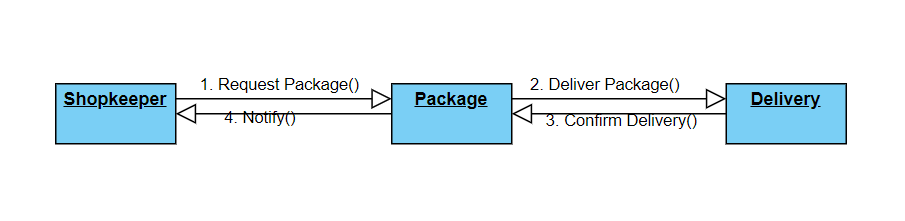 1. Request Package()
2. Deliver Package()
Shopkeeper
Package
Delivery
4. Notify()
3. Confirm Delivery()